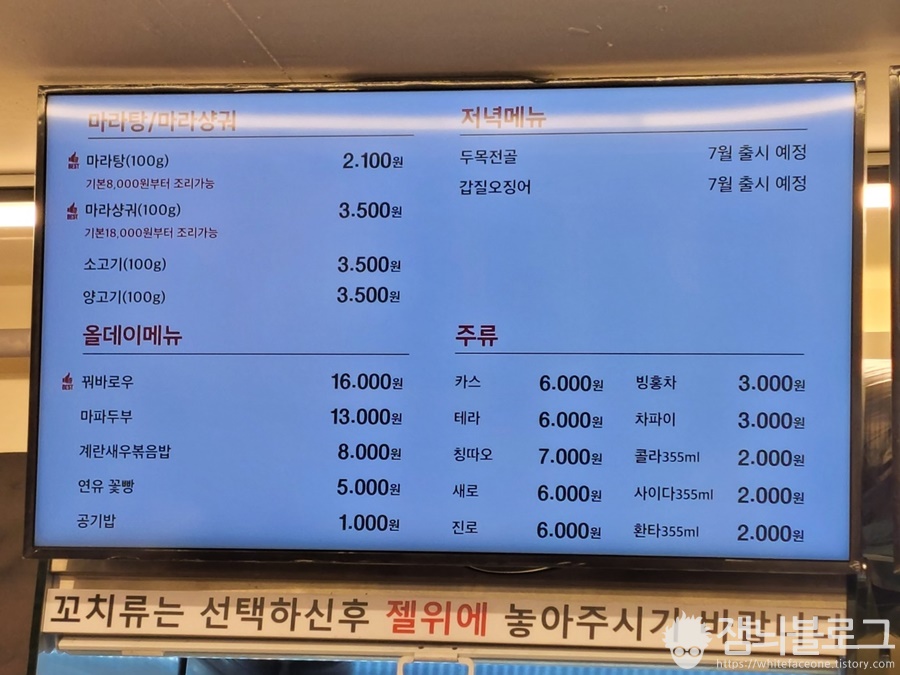 마라탕/마라샹궈
BEST 마라탕(100g) 2.100원
기본8,000원부터 조리가능
BEST 마라샹궈(100g) 3.500원
기본18,000원부터 조리가능
소고기(100g) 3.500원
양고기(100g) 3.500원
저녁메뉴
두목전골 7월 출시 예정
갑질오징어 7월 출시 예정
올데이메뉴
BEST 꿔바로우 16.000원
마파두부 13.000원
계란새우볶음밥 8.000원
연유 꽃빵 5.000원
공기밥 1.000원
주류
카스 6.000원 빙홍차 3.000원
테라 6.000원 차파이 3.000원
칭따오 7.000원 콜라355ml 2.000원
새로 6.000원 사이다355ml 2.000원
진로 6.000원 환타355ml 2.000원
꼬치류는 선택하신후 젤위에 놓아주시기
잼니블로그
https://whitefaceone.tistory.com